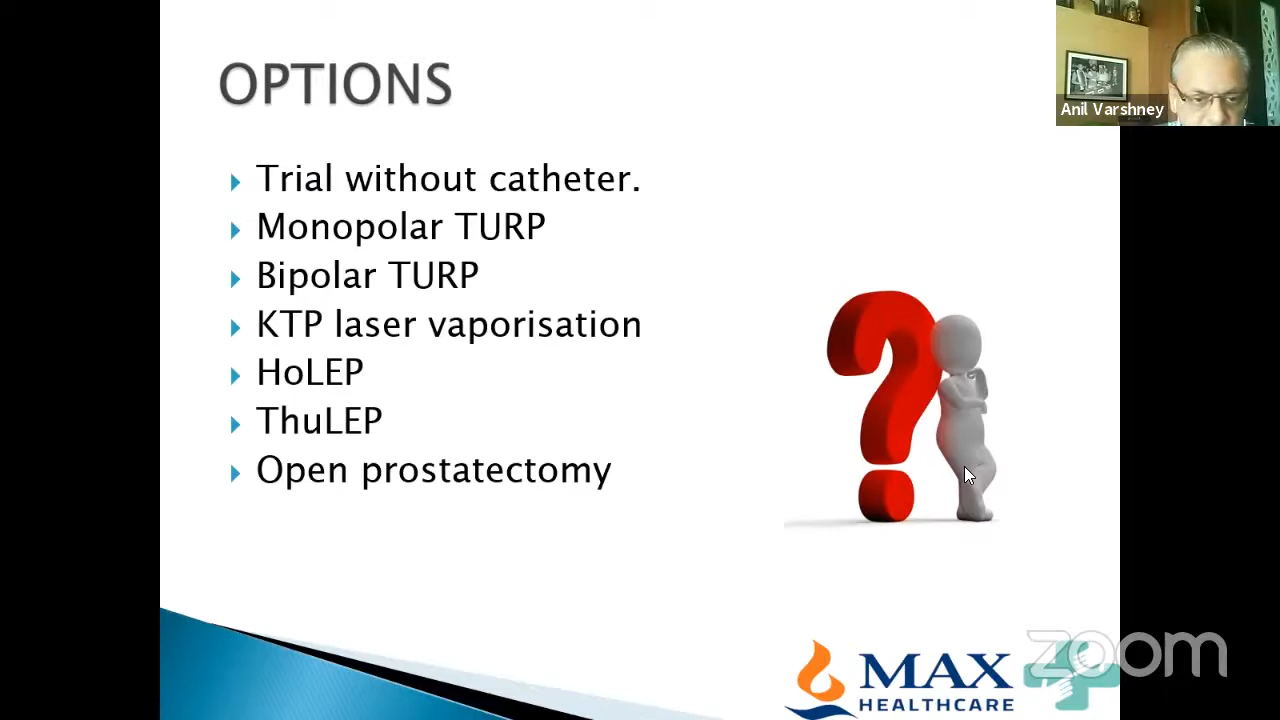 OPTIONS
Anil Varshney
Trial without catheter.
Monopolar TURP
Bipolar TURP
KTP laser vaporisation
HoLEP
ThuLEP
Open prostatectomy
?
MAX
HEALTHCARE
zoom